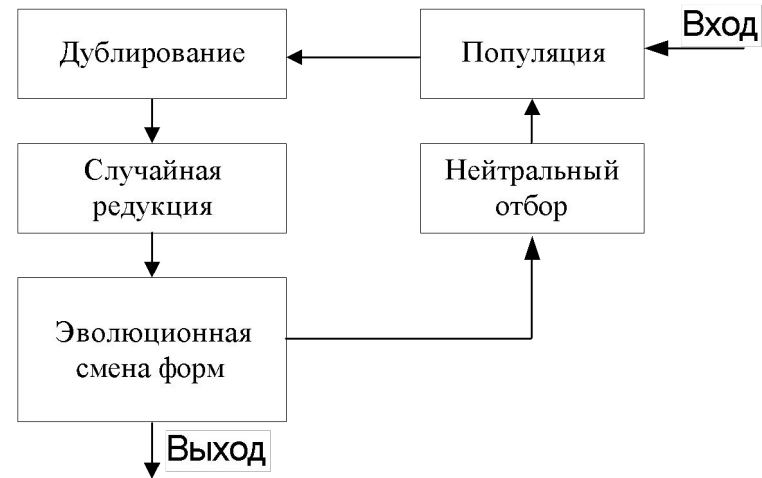 Вход
Дублирование
Популяция
Случайная
редукция
Нейтральный
отбор
Эволюционная
смена форм
Выход